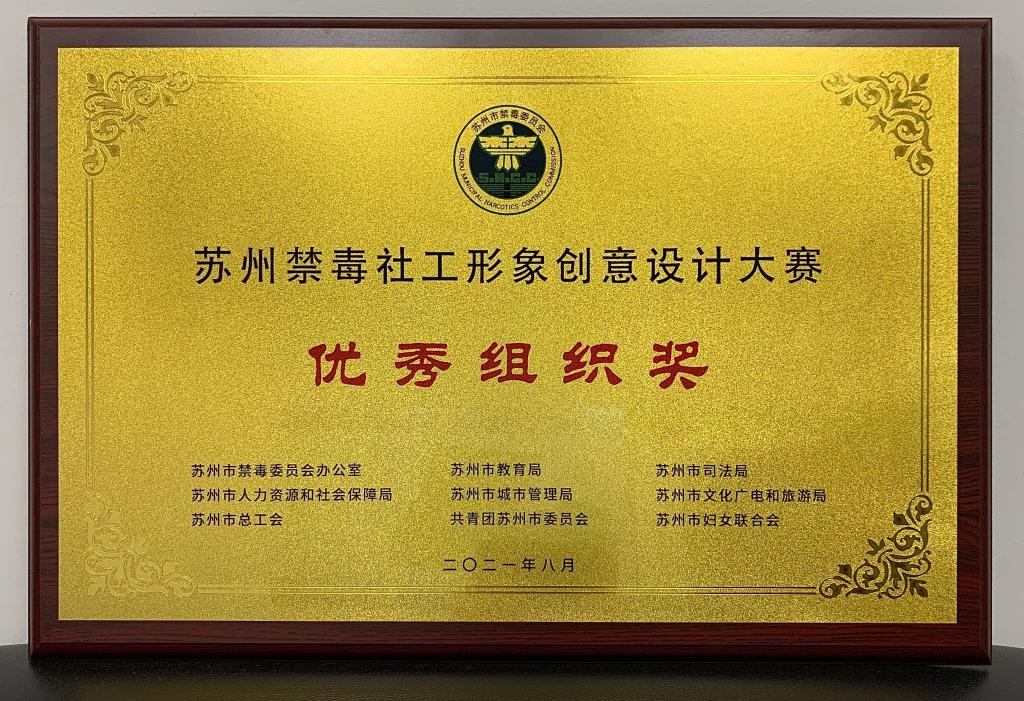 苏州市禁毒委员会
S.N.C.C
SUZHOU MUNICIPAL NARCOTICS CONTROL COMMISSION
苏州禁毒社工形象创意设计大赛
优秀组织奖
苏州市禁毒委员会办公室 苏州市教育局 苏州市司法局
苏州市人力资源和社会保障局 苏州市城市管理局 苏州市文化广电和旅游局
苏州市总工会 共青团苏州市委员会 苏州市妇女联合会
二〇二一年八月